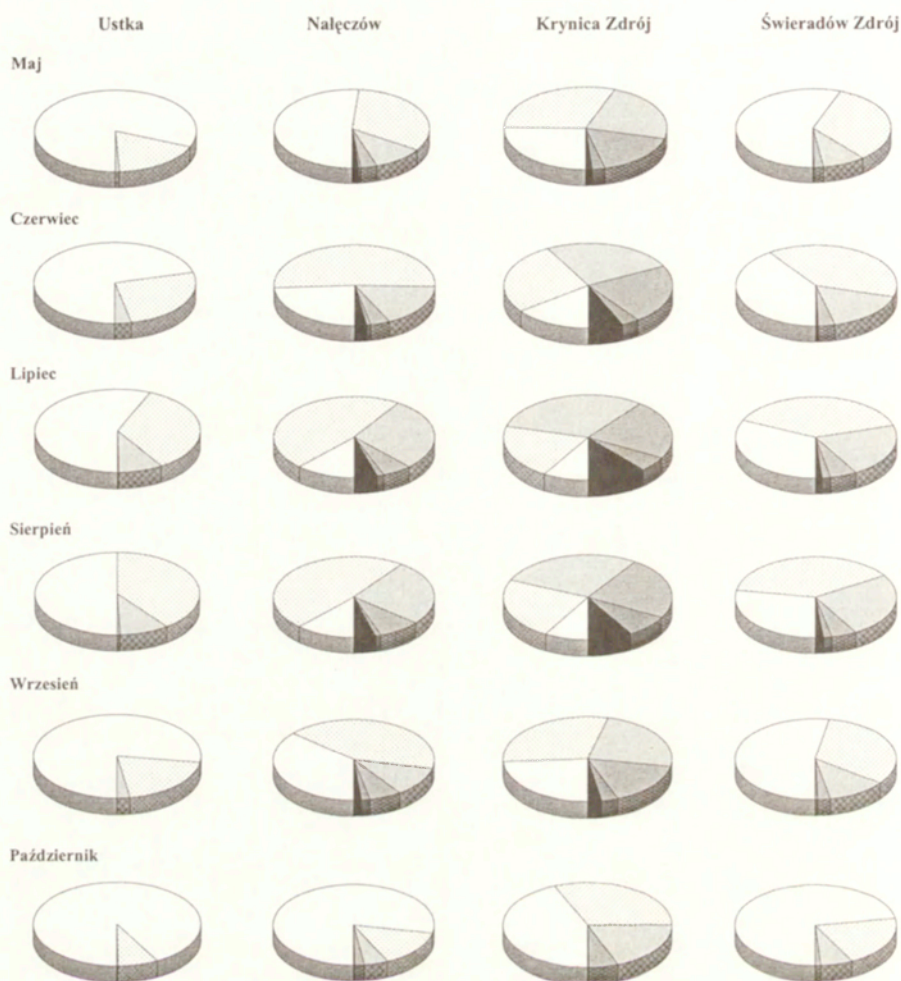 Ustka Nałęczów Krynica Zdrój Świeradów Zdrój
Maj
Czerwiec
Lipiec
Sierpień
Wrzesień
Październik